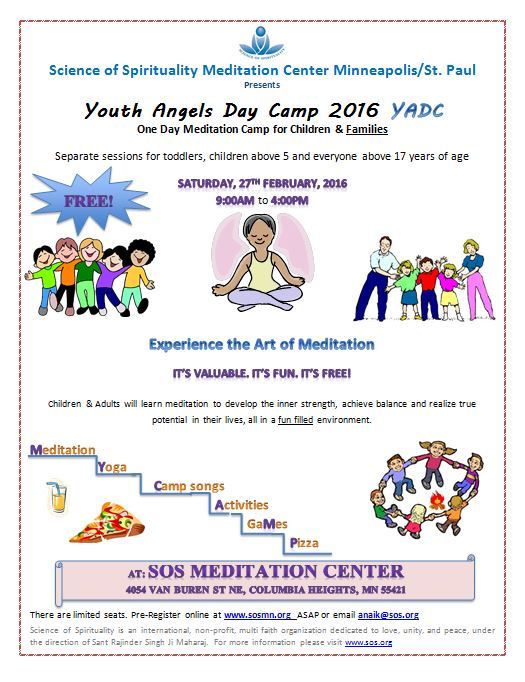 SCIENCE OF SPIRITUALITY
Science of Spirituality Meditation Center Minneapolis/St. Paul
Presents
Youth Angels Day Camp 2016 YADC
One Day Meditation Camp for Children & Families
Separate sessions for toddlers, children above 5 and everyone above 17 years of age
FREE!
SATURDAY, 27TH FEBRUARY, 2016
9:00AM to 4:00PM
Experience the Art of Meditation
IT'S VALUABLE. IT'S FUN. IT'S FREE!
Children & Adults will learn meditation to develop the inner strength, achieve balance and realize true
potential in their lives, all in a fun filled environment.
Meditation
Yoga
Camp songs
Activities
GaMes
Pizza
AT: SOS MEDITATION CENTER
4054 VAN BUREN ST NE, COLUMBIA HEIGHTS, MN 55421
There are limited seats. Pre-Register online at www.sosmn.org ASAP or email anaik@sos.org
Science of Spirituality is an international, non-profit, multi faith organization dedicated to love, unity, and peace, under
the direction of Sant Rajinder Singh Ji Maharaj. For more information please visit www.sos.org